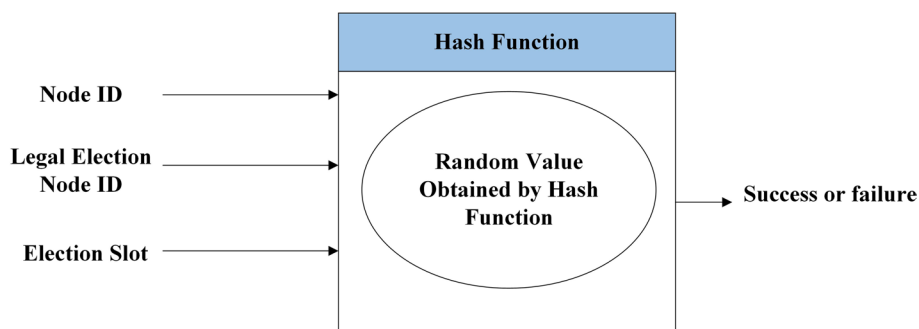 Hash Function
Node ID
Legal Election
Node ID
Election Slot
Random Value
Obtained by Hash
Function
Success or failure